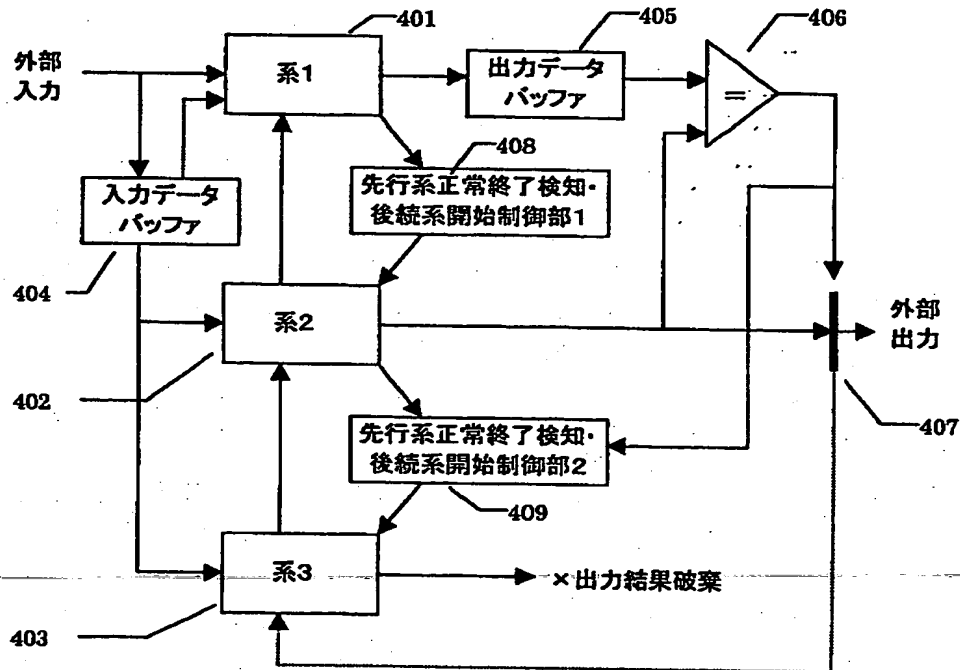 401
405
406
外部
入力
系1
出力データ
バッファ
=
408
先行系正常終了検知・
後続系開始制御部1
入力データ
バッファ
404
系2
外部
出力
402
407
先行系正常終了検知・
後続系開始制御部2
409
系3
×出力結果破棄
403